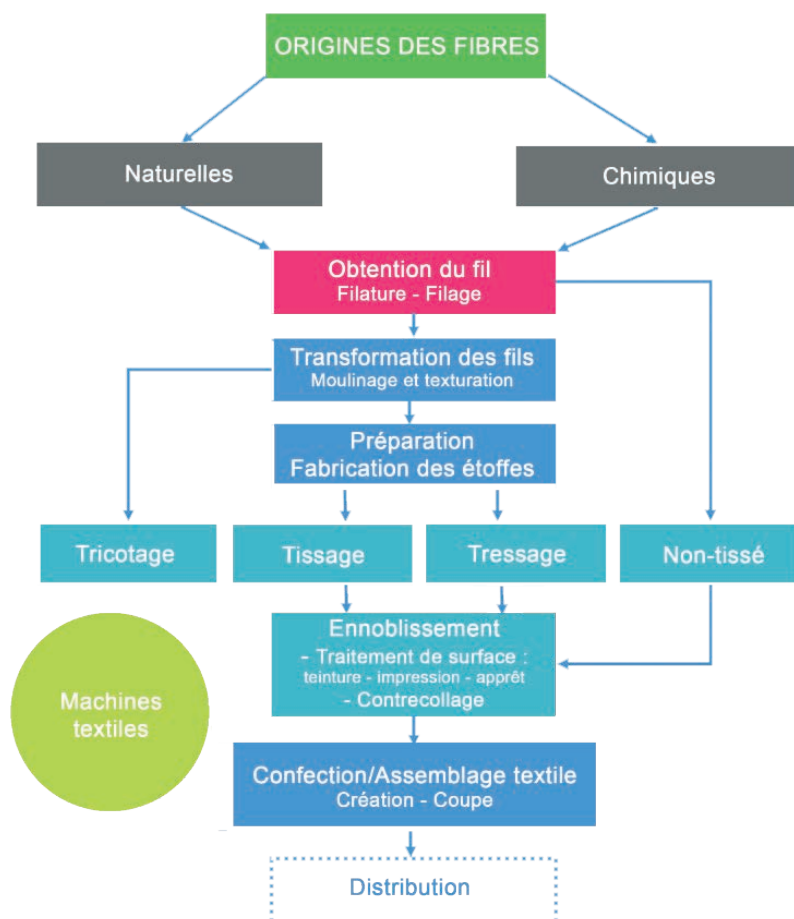 ORIGINES DES FIBRES
Naturelles
Chimiques
Obtention du fil
Filature - Filage
Transformation des fils
Moulinage et texturation
Préparation
Fabrication des étoffes
Tricotage
Tissage
Tressage
Non-tissé
Ennoblissement
- Traitement de surface :
teinture - impression - apprêt
- Contrecollage
Machines
textiles
Confection/Assemblage textile
Création - Coupe
Distribution